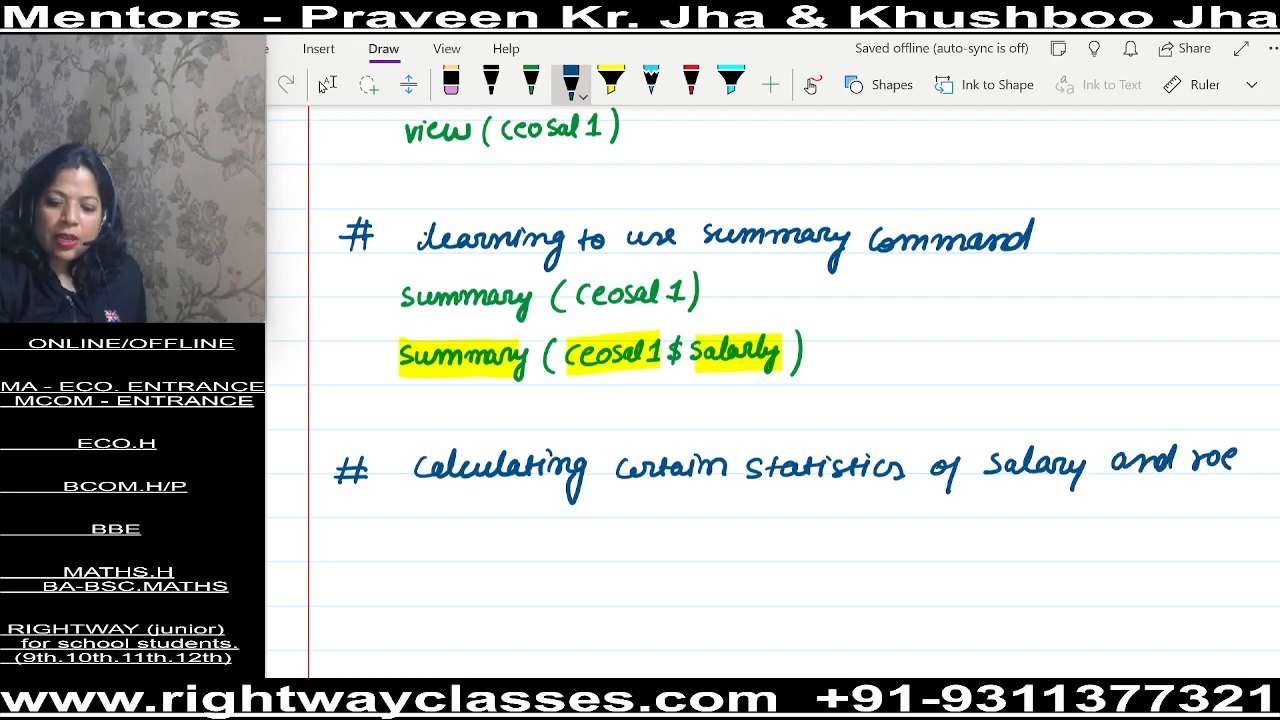 Mentors - Praveen Kr. Jha & Khushboo Jha
Insert Draw View Help Saved offline (auto-sync is off) Share
Shapes Ink to Shape Ink to Text Ruler
view (ceosal 1)
# learning to use summary command
summary (ceosal 1)
summary (ceosal 1 $ salary)
# Calculating certain statistics of salary and roe
ONLINE/OFFLINE
MA - ECO. ENTRANCE
MCOM - ENTRANCE
ECO.H
BCOM.H/P
BBE
MATHS.H
BA-BSC.MATHS
RIGHTWAY (junior)
for school students.
(9th.10th.11th.12th)
www.rightwayclasses.com +91-9311377321